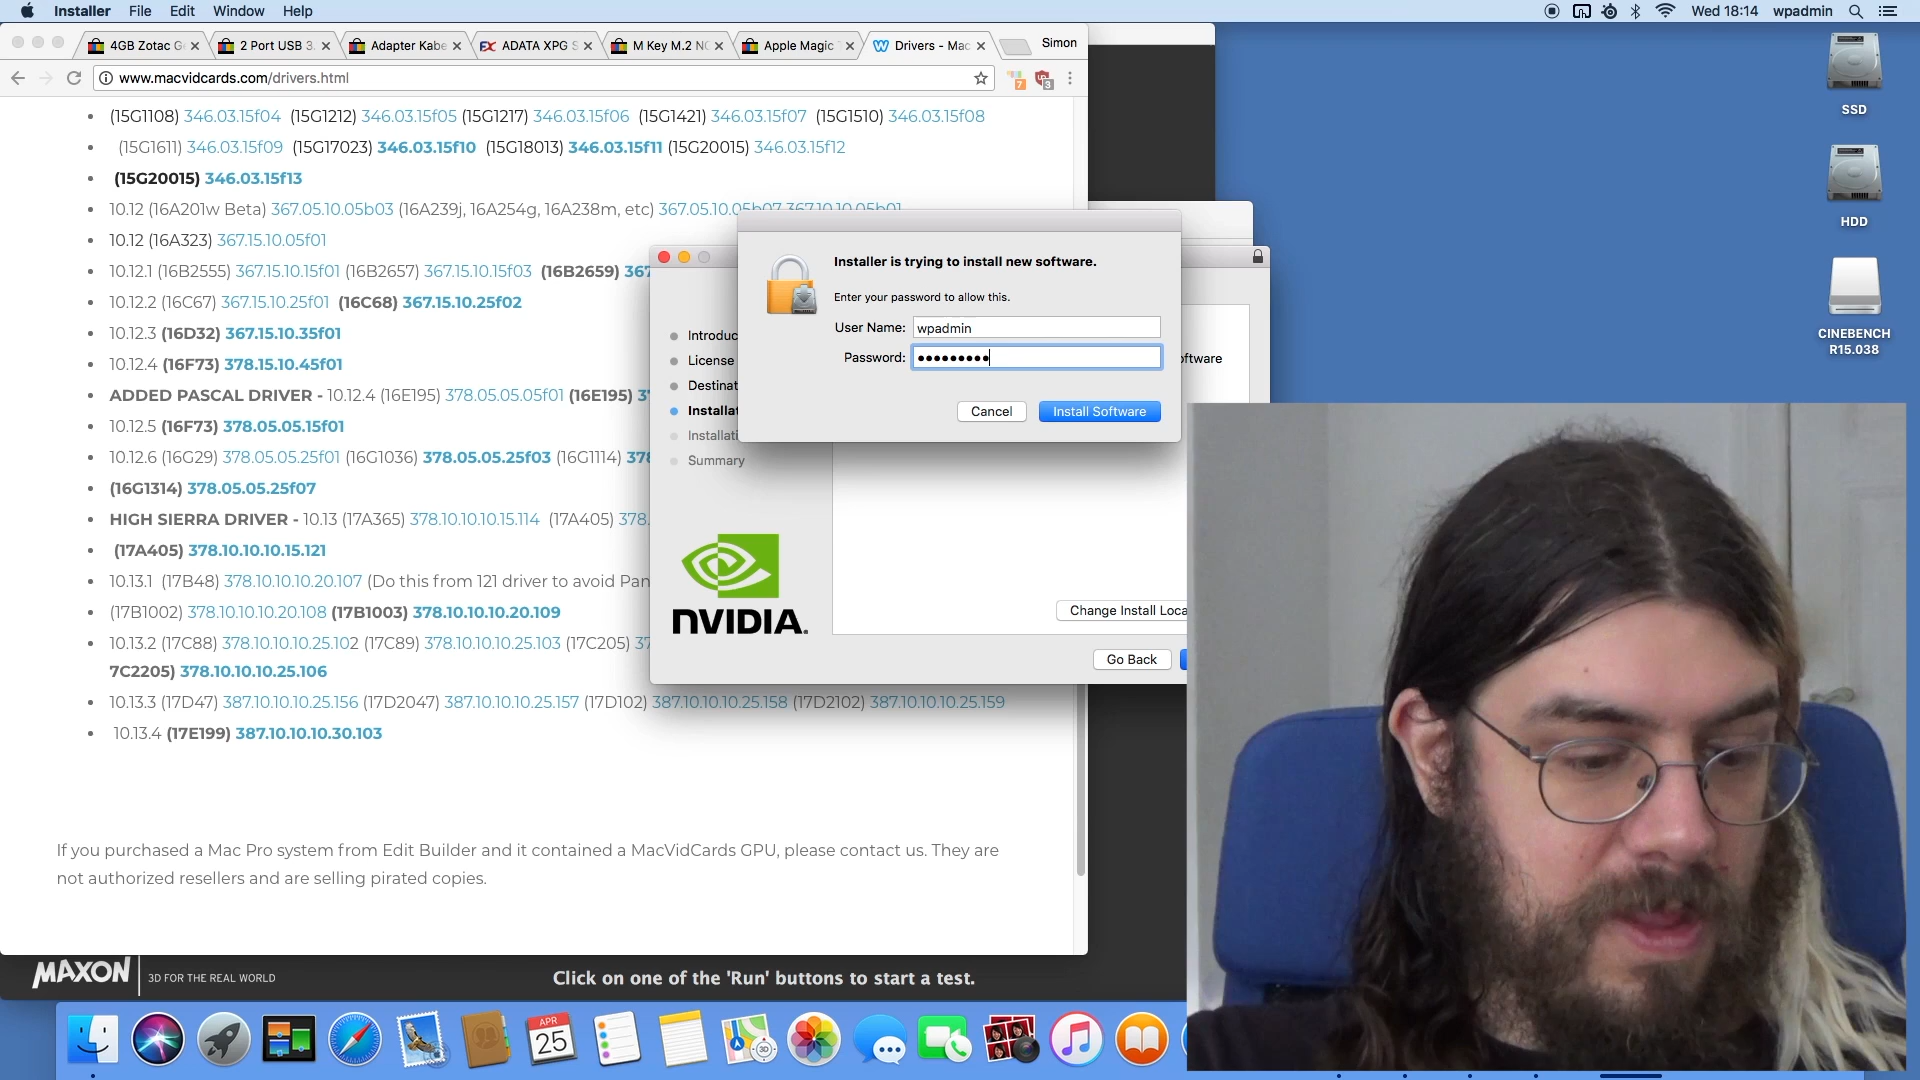 Installer File Edit Window Help
Wed 18:14 wpadmin
4GB Zotac G
2 Port USB 3.
Adapter Kabe
ADATA XPG S
M Key M.2 N
Apple Magic
Drivers - Mac
Simon
www.macvidcards.com/drivers.html
7
3
(15G1108) 346.03.15f04 (15G1212) 346.03.15f05 (15G1217) 346.03.15f06 (15G1421) 346.03.15f07 (15G1510) 346.03.15f08
(15G1611) 346.03.15f09 (15G17023) 346.03.15f10 (15G18013) 346.03.15f11 (15G20015) 346.03.15f12
(15G20015) 346.03.15f13
10.12 (16A201w Beta) 367.05.10.05b03 (16A239j, 16A254g, 16A238m, etc) 367.05.10.05b07 367.10.10.05b01
10.12 (16A323) 367.15.10.05f01
10.12.1 (16B2555) 367.15.10.15f01 (16B2657) 367.15.10.15f03 (16B2659) 367
10.12.2 (16C67) 367.15.10.25f01 (16C68) 367.15.10.25f02
10.12.3 (16D32) 367.15.10.35f01
10.12.4 (16F73) 378.15.10.45f01
ADDED PASCAL DRIVER - 10.12.4 (16E195) 378.05.05.05f01 (16E195) 37
10.12.5 (16F73) 378.05.05.15f01
10.12.6 (16G29) 378.05.05.25f01 (16G1036) 378.05.05.25f03 (16G1114) 378
(16G1314) 378.05.05.25f07
HIGH SIERRA DRIVER - 10.13 (17A365) 378.10.10.10.15.114 (17A405) 378.
(17A405) 378.10.10.10.15.121
10.13.1 (17B48) 378.10.10.10.20.107 (Do this from 121 driver to avoid Pan
(17B1002) 378.10.10.10.20.108 (17B1003) 378.10.10.10.20.109
10.13.2 (17C88) 378.10.10.10.25.102 (17C89) 378.10.10.10.25.103 (17C205) 37
7C2205) 378.10.10.10.25.106
10.13.3 (17D47) 387.10.10.10.25.156 (17D2047) 387.10.10.10.25.157 (17D102) 387.10.10.10.25.158 (17D2102) 387.10.10.10.25.159
10.13.4 (17E199) 387.10.10.10.30.103
If you purchased a Mac Pro system from Edit Builder and it contained a MacVidCards GPU, please contact us. They are
not authorized resellers and are selling pirated copies.
Installer is trying to install new software.
Enter your password to allow this.
User Name: wpadmin
Password: •••••••••
Cancel Install Software
Introduc
License
Destinat
Installat
Installati
Summary
oftware
NVIDIA.
Change Install Loca
Go Back
SSD
HDD
CINEBENCH
R15.038
MAXON 3D FOR THE REAL WORLD
Click on one of the 'Run' buttons to start a test.
APR
25
3D